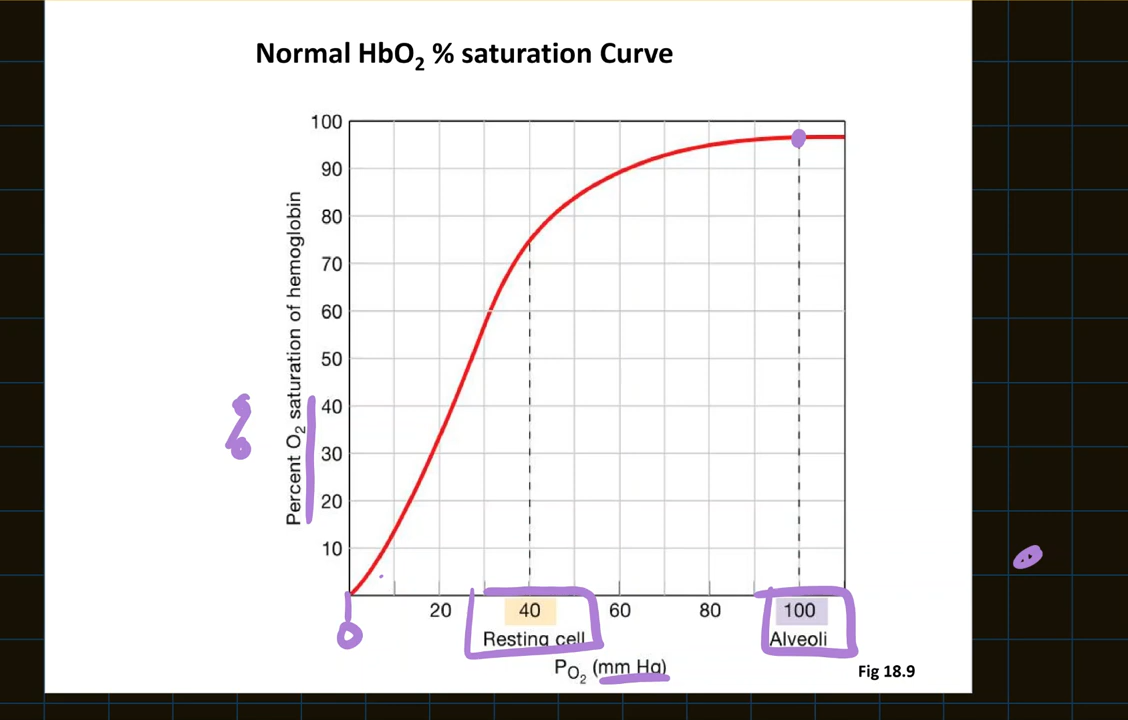 Normal HbO₂ % saturation Curve
Percent O₂ saturation of hemoglobin
100
90
80
70
60
50
40
30
20
10
%
0
20 40 60 80 100
Resting cell Alveoli
Po₂ (mm Hg)
Fig 18.9